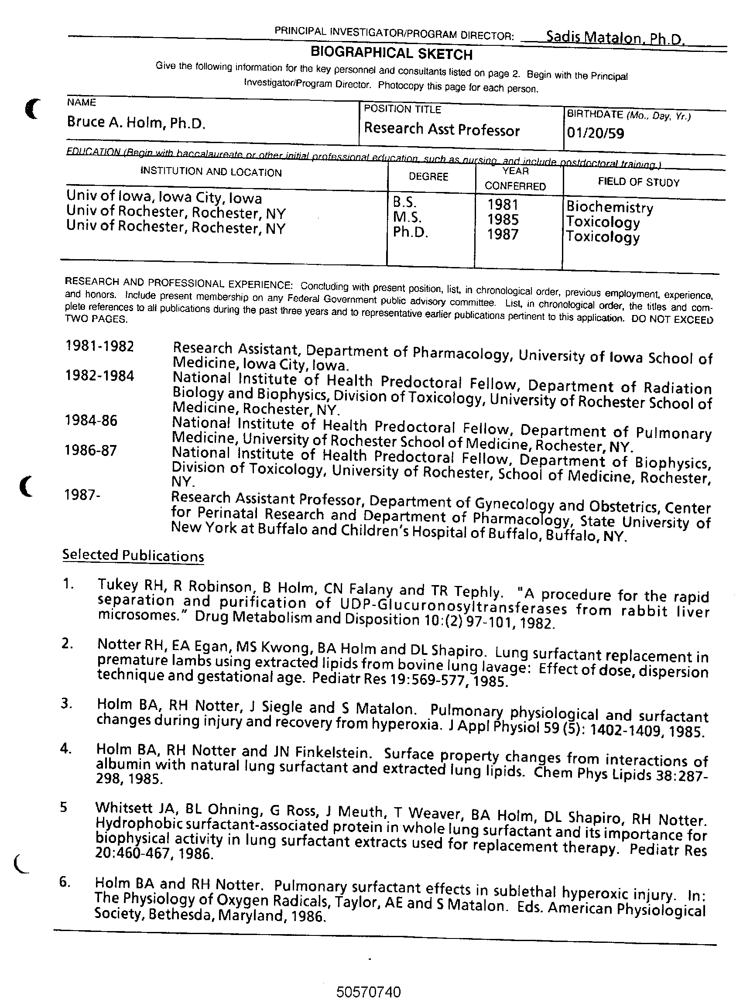 PRINCIPAL INVESTIGATOR/PROGRAM DIRECTOR: Sadis Matalon, Ph.D.
BIOGRAPHICAL SKETCH
Give the following information for the key personnel and consultants listed on page 2. Begin with the Principal
Investigator/Program Director. Photocopy this page for each person.
NAME POSITION TITLE BIRTHDATE (Mo., Day, Yr.)
Bruce A. Holm, Ph.D. Research Asst Professor 01/20/59
EDUCATION (Begin with baccalaureate or other initial professional education, such as nursing, and include postdoctoral training.)
INSTITUTION AND LOCATION DEGREE YEAR CONFERRED FIELD OF STUDY
Univ of Iowa, Iowa City, Iowa B.S. 1981 Biochemistry
Univ of Rochester, Rochester, NY M.S. 1985 Toxicology
Univ of Rochester, Rochester, NY Ph.D. 1987 Toxicology
RESEARCH AND PROFESSIONAL EXPERIENCE: Concluding with present position, list, in chronological order, previous employment, experience,
and honors. Include present membership on any Federal Government public advisory committee. List, in chronological order, the titles and com-
plete references to all publications during the past three years and to representative earlier publications pertinent to this application. DO NOT EXCEED
TWO PAGES.
1981-1982 Research Assistant, Department of Pharmacology, University of Iowa School of
Medicine, Iowa City, Iowa.
1982-1984 National Institute of Health Predoctoral Fellow, Department of Radiation
Biology and Biophysics, Division of Toxicology, University of Rochester School of
Medicine, Rochester, NY.
1984-86 National Institute of Health Predoctoral Fellow, Department of Pulmonary
Medicine, University of Rochester School of Medicine, Rochester, NY.
1986-87 National Institute of Health Predoctoral Fellow, Department of Biophysics,
Division of Toxicology, University of Rochester, School of Medicine, Rochester,
NY.
1987- Research Assistant Professor, Department of Gynecology and Obstetrics, Center
for Perinatal Research and Department of Pharmacology, State University of
New York at Buffalo and Children's Hospital of Buffalo, Buffalo, NY.
Selected Publications
1. Tukey RH, R Robinson, B Holm, CN Falany and TR Tephly. "A procedure for the rapid
separation and purification of UDP-Glucuronosyltransferases from rabbit liver
microsomes." Drug Metabolism and Disposition 10:(2) 97-101, 1982.
2. Notter RH, EA Egan, MS Kwong, BA Holm and DL Shapiro. Lung surfactant replacement in
premature lambs using extracted lipids from bovine lung lavage: Effect of dose, dispersion
technique and gestational age. Pediatr Res 19:569-577, 1985.
3. Holm BA, RH Notter, J Siegle and S Matalon. Pulmonary physiological and surfactant
changes during injury and recovery from hyperoxia. J Appl Physiol 59 (5): 1402-1409, 1985.
4. Holm BA, RH Notter and JN Finkelstein. Surface property changes from interactions of
albumin with natural lung surfactant and extracted lung lipids. Chem Phys Lipids 38:287-
298, 1985.
5 Whitsett JA, BL Ohning, G Ross, J Meuth, T Weaver, BA Holm, DL Shapiro, RH Notter.
Hydrophobic surfactant-associated protein in whole lung surfactant and its importance for
biophysical activity in lung surfactant extracts used for replacement therapy. Pediatr Res
20:460-467, 1986.
6. Holm BA and RH Notter. Pulmonary surfactant effects in sublethal hyperoxic injury. In:
The Physiology of Oxygen Radicals, Taylor, AE and S Matalon. Eds. American Physiological
Society, Bethesda, Maryland, 1986.
50570740